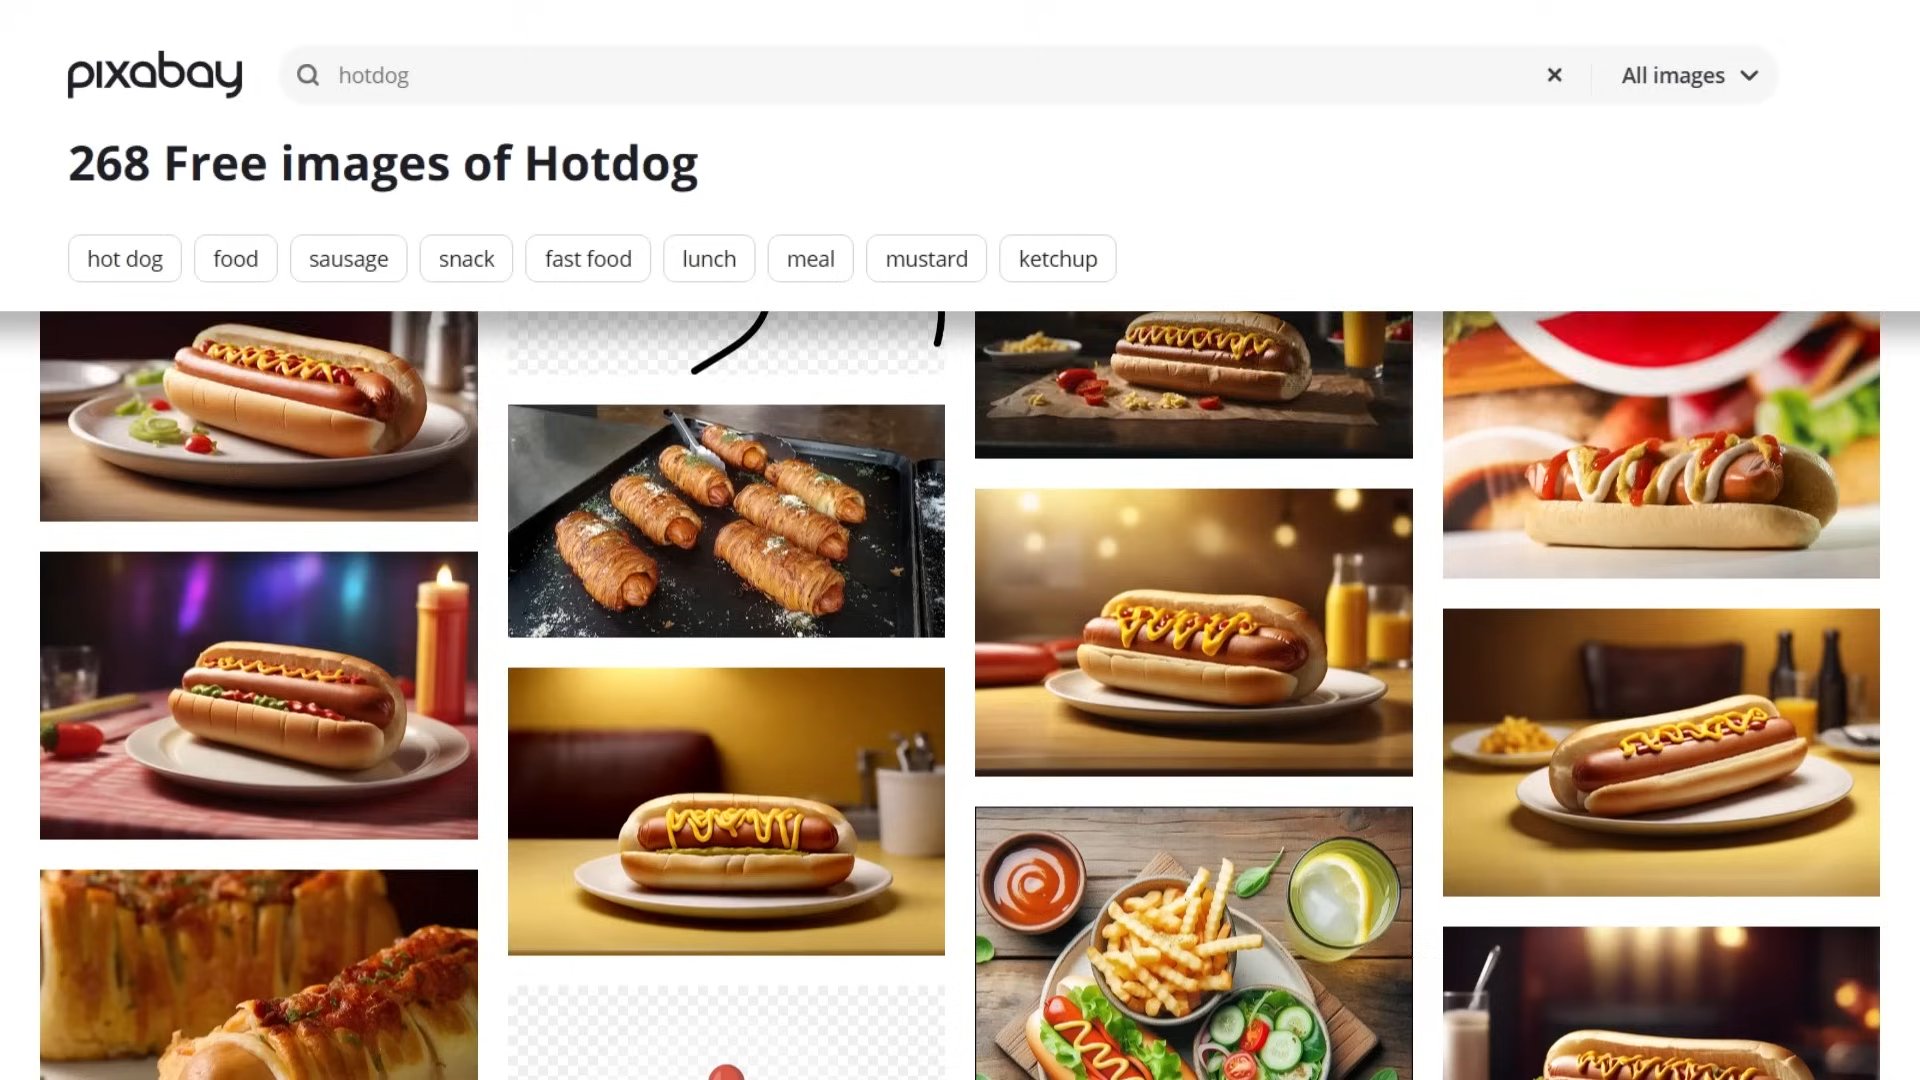 pixabay
hotdog
All images
268 Free images of Hotdog
hot dog food sausage snack fast food lunch meal mustard ketchup